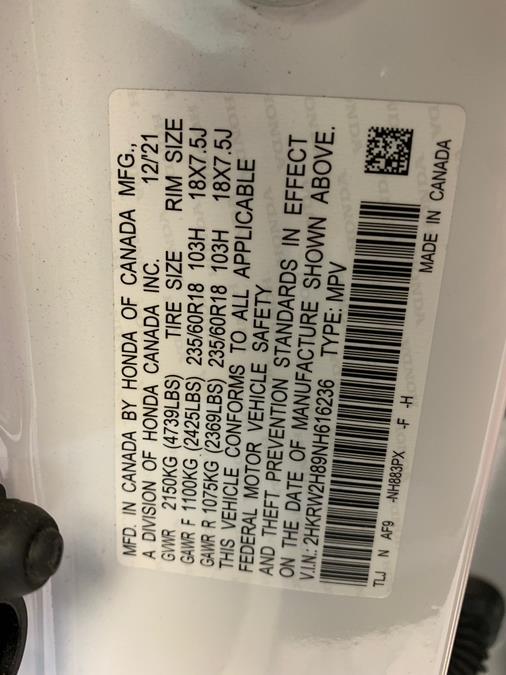 MFD. IN CANADA BY HONDA OF CANADA MFG.,
A DIVISION OF HONDA CANADA INC. 12/'21
GVWR 2150KG (4739LBS) TIRE SIZE RIM SIZE
GAWR F 1100KG (2425LBS) 235/60R18 103H 18X7.5J
GAWR R 1075KG (2369LBS) 235/60R18 103H 18X7.5J
THIS VEHICLE CONFORMS TO ALL APPLICABLE
FEDERAL MOTOR VEHICLE SAFETY
AND THEFT PREVENTION STANDARDS IN EFFECT
ON THE DATE OF MANUFACTURE SHOWN ABOVE.
V.I.N.: 2HKRW2H89NH616236 TYPE: MPV
TLJ N AF9 -NH883PX -F -H
MADE IN CANADA